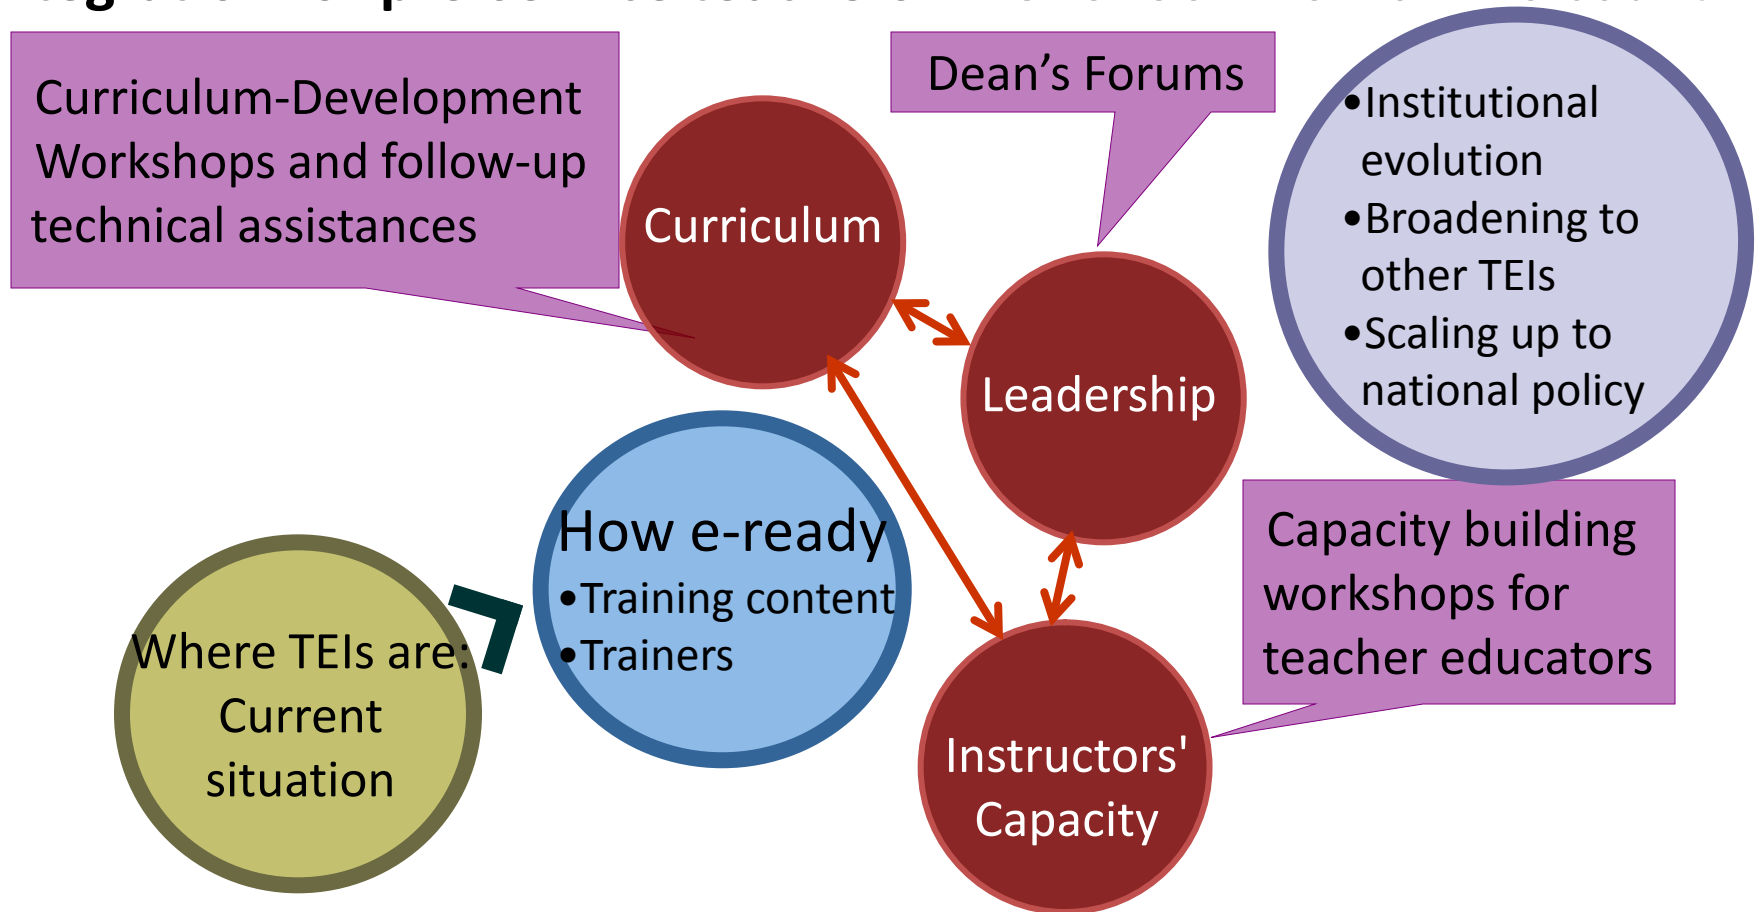 Curriculum-Development
Workshops and follow-up
technical assistances
Dean’s Forums
•Institutional
evolution
•Broadening to
other TEIs
•Scaling up to
national policy
Curriculum
Leadership
How e-ready
•Training content
•Trainers
Where TEIs are:
Current
situation
Capacity building
workshops for
teacher educators
Instructors'
Capacity